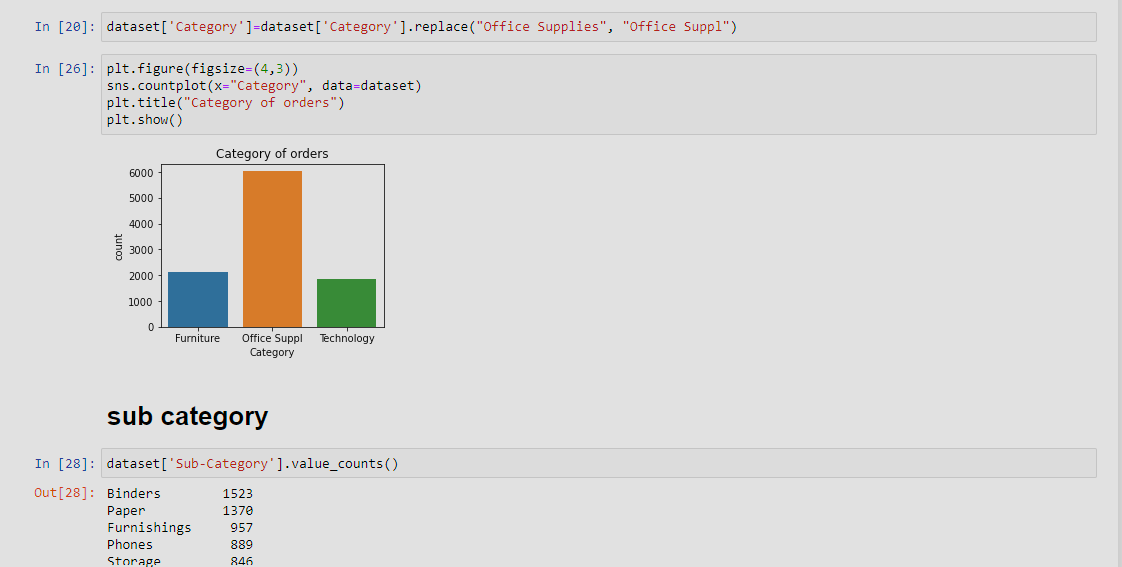 In [20]: dataset['Category']=dataset['Category'].replace("Office Supplies", "Office Suppl")
In [26]: plt.figure(figsize=(4,3))
sns.countplot(x="Category", data=dataset)
plt.title("Category of orders")
plt.show()
Category of orders
6000
5000
4000
3000
2000
1000
0
count
Furniture Office Suppl Technology
Category
sub category
In [28]: dataset['Sub-Category'].value_counts()
Out[28]: Binders 1523
Paper 1370
Furnishings 957
Phones 889
Storage 846